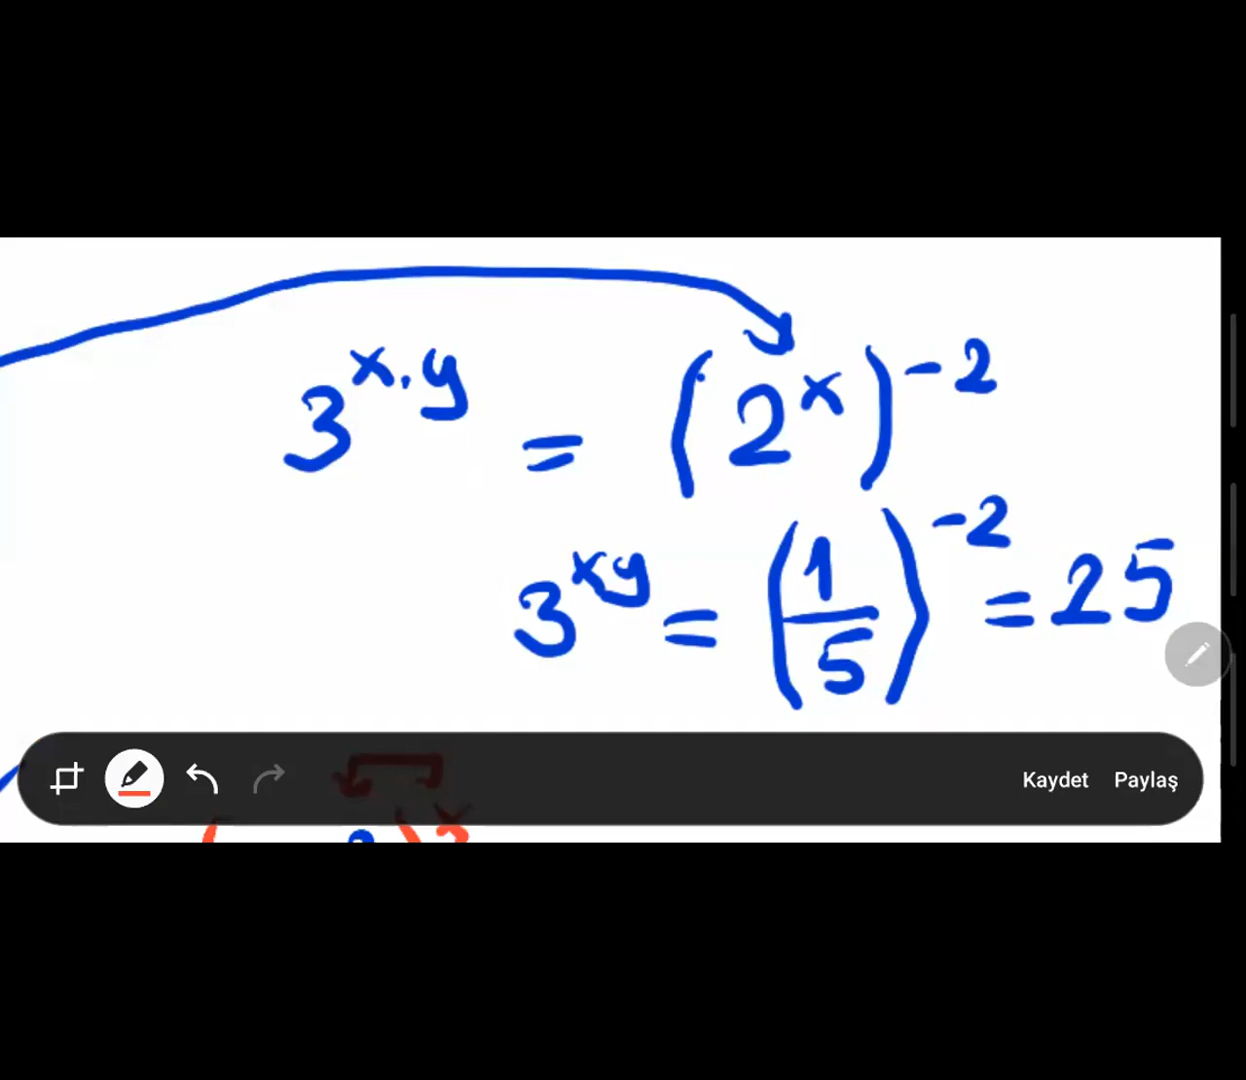 3^{x.y} = (2^x)^{-2}
3^{xy} = (1/5)^{-2} = 25
Kaydet Paylaş